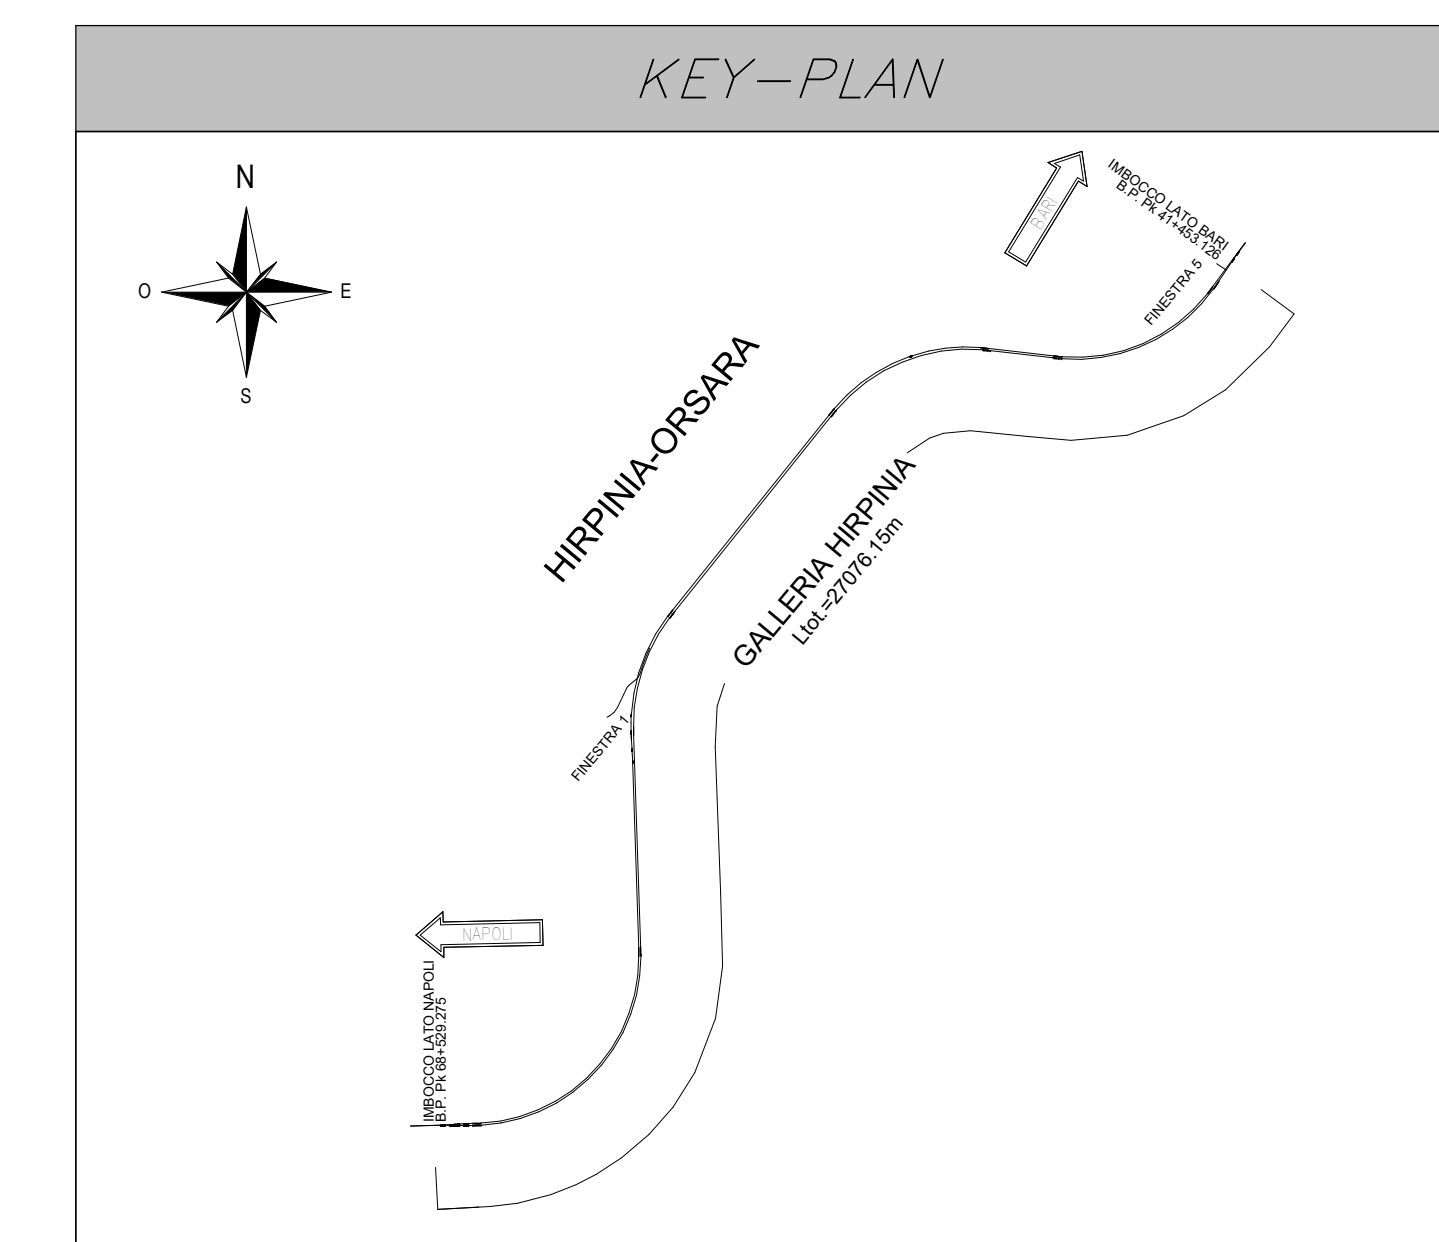 KEY-PLAN
N
O
E
S
BARI
IMBOCCO LATO BARI
B.P. Pk 41+453.126
FINESTRA 5
HIRPINIA-ORSARA
GALLERIA HIRPINIA
Ltot.=27076.15m
FINESTRA 1
NAPOLI
IMBOCCO LATO NAPOLI
B.P. Pk 68+529.275